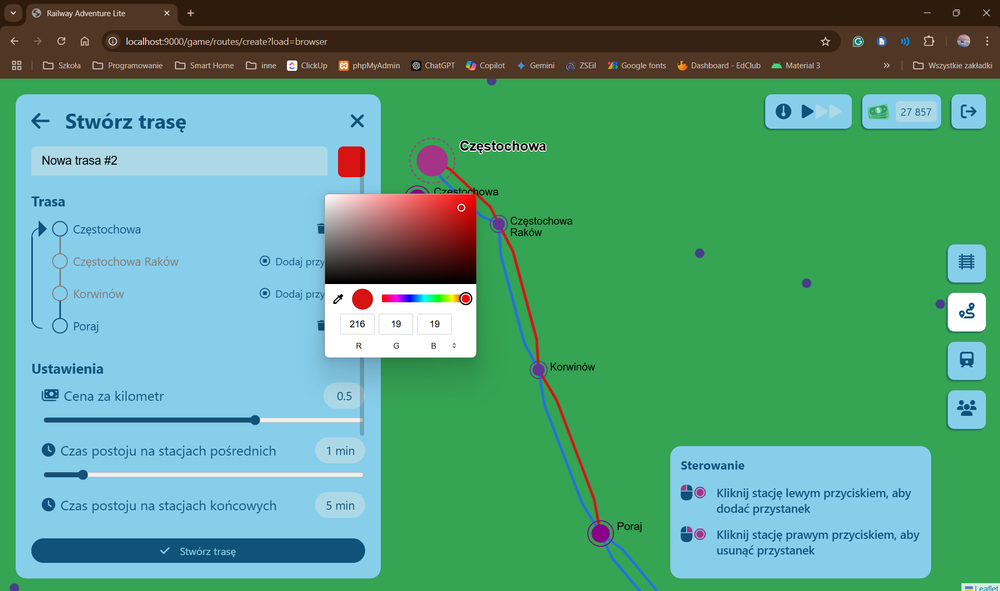 Railway Adventure Lite
localhost:9000/game/routes/create?load=browser
Szkoła Programowanie Smart Home inne ClickUp phpMyAdmin ChatGPT Copilot Gemini ZSEil Google fonts Dashboard - EdClub Material 3 Wszystkie zakładki
Stwórz trasę
27 857
Nowa trasa #2
Trasa
Częstochowa
Częstochowa Raków Dodaj przy
Korwinów Dodaj przy
Poraj
216 19 19
R G B
Ustawienia
Cena za kilometr 0.5
Czas postoju na stacjach pośrednich 1 min
Czas postoju na stacjach końcowych 5 min
Stwórz trasę
Częstochowa
Częstochowa
Częstochowa
Raków
Korwinów
Poraj
Sterowanie
Kliknij stację lewym przyciskiem, aby
dodać przystanek
Kliknij stację prawym przyciskiem, aby
usunąć przystanek
Leaflet